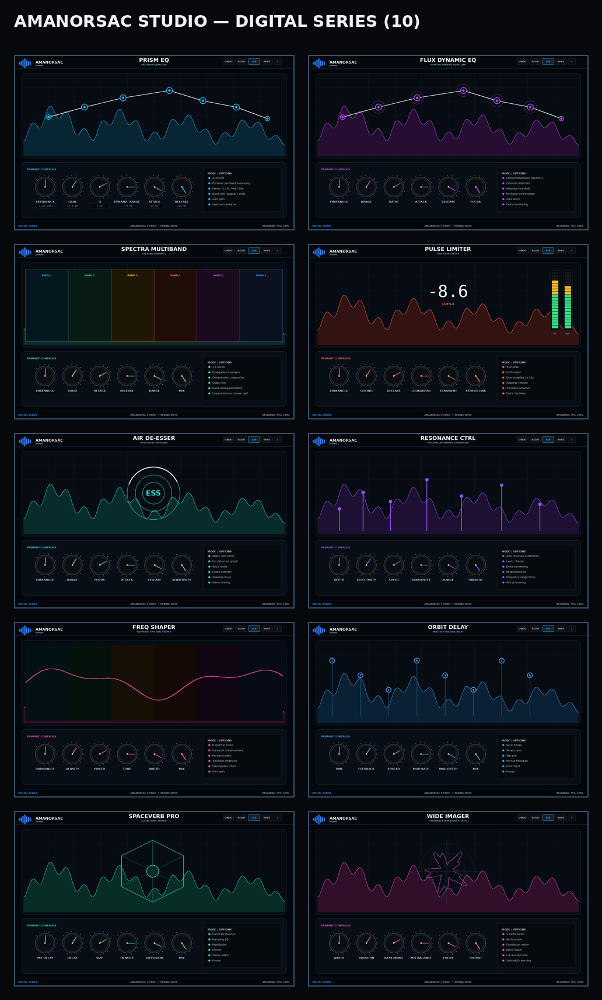 AMANORSAC STUDIO — DIGITAL SERIES (10)
AMANORSAC
STUDIO
PRISM EQ
PRECISION EQUALIZER
UNDO REDO A/B SAVE ?
PRIMARY CONTROLS
FREQUENCY GAIN Q DYNAMIC RANGE ATTACK RELEASE
1.20 kHz +2.4 dB 1.25 -7.0 dB 15 ms 220 ms
MODE / OPTIONS
24 bands
Dynamic per-band processing
Stereo / L / R / Mid / Side
Band solo / bypass / delta
Auto gain
Spectrum analyzer
DIGITAL SERIES AMANORSAC STUDIO • MIXING SUITE RESIZABLE 75%-200%
AMANORSAC
STUDIO
FLUX DYNAMIC EQ
ADAPTIVE DYNAMIC EQUALIZER
UNDO REDO A/B SAVE ?
PRIMARY CONTROLS
THRESHOLD RANGE RATIO ATTACK RELEASE FOCUS
MODE / OPTIONS
Upward/downward dynamics
External sidechain
Adaptive threshold
Per-band stereo mode
Auto learn
Delta monitoring
DIGITAL SERIES AMANORSAC STUDIO • MIXING SUITE RESIZABLE 75%-200%
AMANORSAC
STUDIO
SPECTRA MULTIBAND
SIX-BAND DYNAMICS
UNDO REDO A/B SAVE ?
BAND 1 BAND 2 BAND 3 BAND 4 BAND 5 BAND 6
PRIMARY CONTROLS
THRESHOLD RATIO ATTACK RELEASE RANGE MIX
MODE / OPTIONS
2-6 bands
Draggable crossovers
Compression / expansion
Global link
Band solo/bypass/delta
Linear/minimum phase split
DIGITAL SERIES AMANORSAC STUDIO • MIXING SUITE RESIZABLE 75%-200%
AMANORSAC
STUDIO
PULSE LIMITER
TRUE-PEAK LIMITER
UNDO REDO A/B SAVE ?
-8.6
LUFS-I
GR OUT
PRIMARY CONTROLS
THRESHOLD CEILING RELEASE LOOKAHEAD TRANSIENT STEREO LINK
MODE / OPTIONS
True peak
LUFS meter
Oversampling 1x-16x
Adaptive release
Transient preserve
Delta clip listen
DIGITAL SERIES AMANORSAC STUDIO • MIXING SUITE RESIZABLE 75%-200%
AMANORSAC
STUDIO
AIR DE-ESSER
INTELLIGENT DE-ESSING
UNDO REDO A/B SAVE ?
ESS
PRIMARY CONTROLS
THRESHOLD RANGE FOCUS ATTACK RELEASE SENSITIVITY
MODE / OPTIONS
Wide / split band
Ess detection graph
Voice mode
Listen detector
Adaptive focus
Stereo linking
DIGITAL SERIES AMANORSAC STUDIO • MIXING SUITE RESIZABLE 75%-200%
AMANORSAC
STUDIO
RESONANCE CTRL
SPECTRAL RESONANCE CONTROLLER
UNDO REDO A/B SAVE ?
PRIMARY CONTROLS
DEPTH SELECTIVITY SPEED SENSITIVITY RANGE SMOOTH
MODE / OPTIONS
Auto resonance detection
Learn / freeze
Delta monitoring
Keep transients
Frequency range focus
M/S processing
DIGITAL SERIES AMANORSAC STUDIO • MIXING SUITE RESIZABLE 75%-200%
AMANORSAC
STUDIO
FREQ SHAPER
HARMONIC SPECTRAL SHAPER
UNDO REDO A/B SAVE ?
PRIMARY CONTROLS
HARMONICS DENSITY PUNCH TONE WIDTH MIX
MODE / OPTIONS
6 spectral zones
Harmonic enhancement
Per-band width
Transient emphasis
Solo/bypass zones
Auto gain
DIGITAL SERIES AMANORSAC STUDIO • MIXING SUITE RESIZABLE 75%-200%
AMANORSAC
STUDIO
ORBIT DELAY
MULTI-TAP CREATIVE DELAY
UNDO REDO A/B SAVE ?
1 2 3 4 5 6 7 8
PRIMARY CONTROLS
TIME FEEDBACK SPREAD MOD RATE MOD DEPTH MIX
MODE / OPTIONS
Up to 8 taps
Tempo sync
Tap grid
Per-tap filter/pan
Duck input
Freeze
DIGITAL SERIES AMANORSAC STUDIO • MIXING SUITE RESIZABLE 75%-200%
AMANORSAC
STUDIO
SPACEVERB PRO
ALGORITHMIC REVERB
UNDO REDO A/B SAVE ?
PRIMARY CONTROLS
PRE DELAY DECAY SIZE DENSITY DIFFUSION MIX
MODE / OPTIONS
Early/late balance
Damping EQ
Modulation
Ducker
Stereo width
Freeze
DIGITAL SERIES AMANORSAC STUDIO • MIXING SUITE RESIZABLE 75%-200%
AMANORSAC
STUDIO
WIDE IMAGER
FREQUENCY-DEPENDENT STEREO
UNDO REDO A/B SAVE ?
PRIMARY CONTROLS
WIDTH ROTATION BASS MONO M/S BALANCE FOCUS OUTPUT
MODE / OPTIONS
5 width bands
Vectorscope
Correlation meter
Mono maker
L/R and M/S trim
Safe-width warning
DIGITAL SERIES AMANORSAC STUDIO • MIXING SUITE RESIZABLE 75%-200%